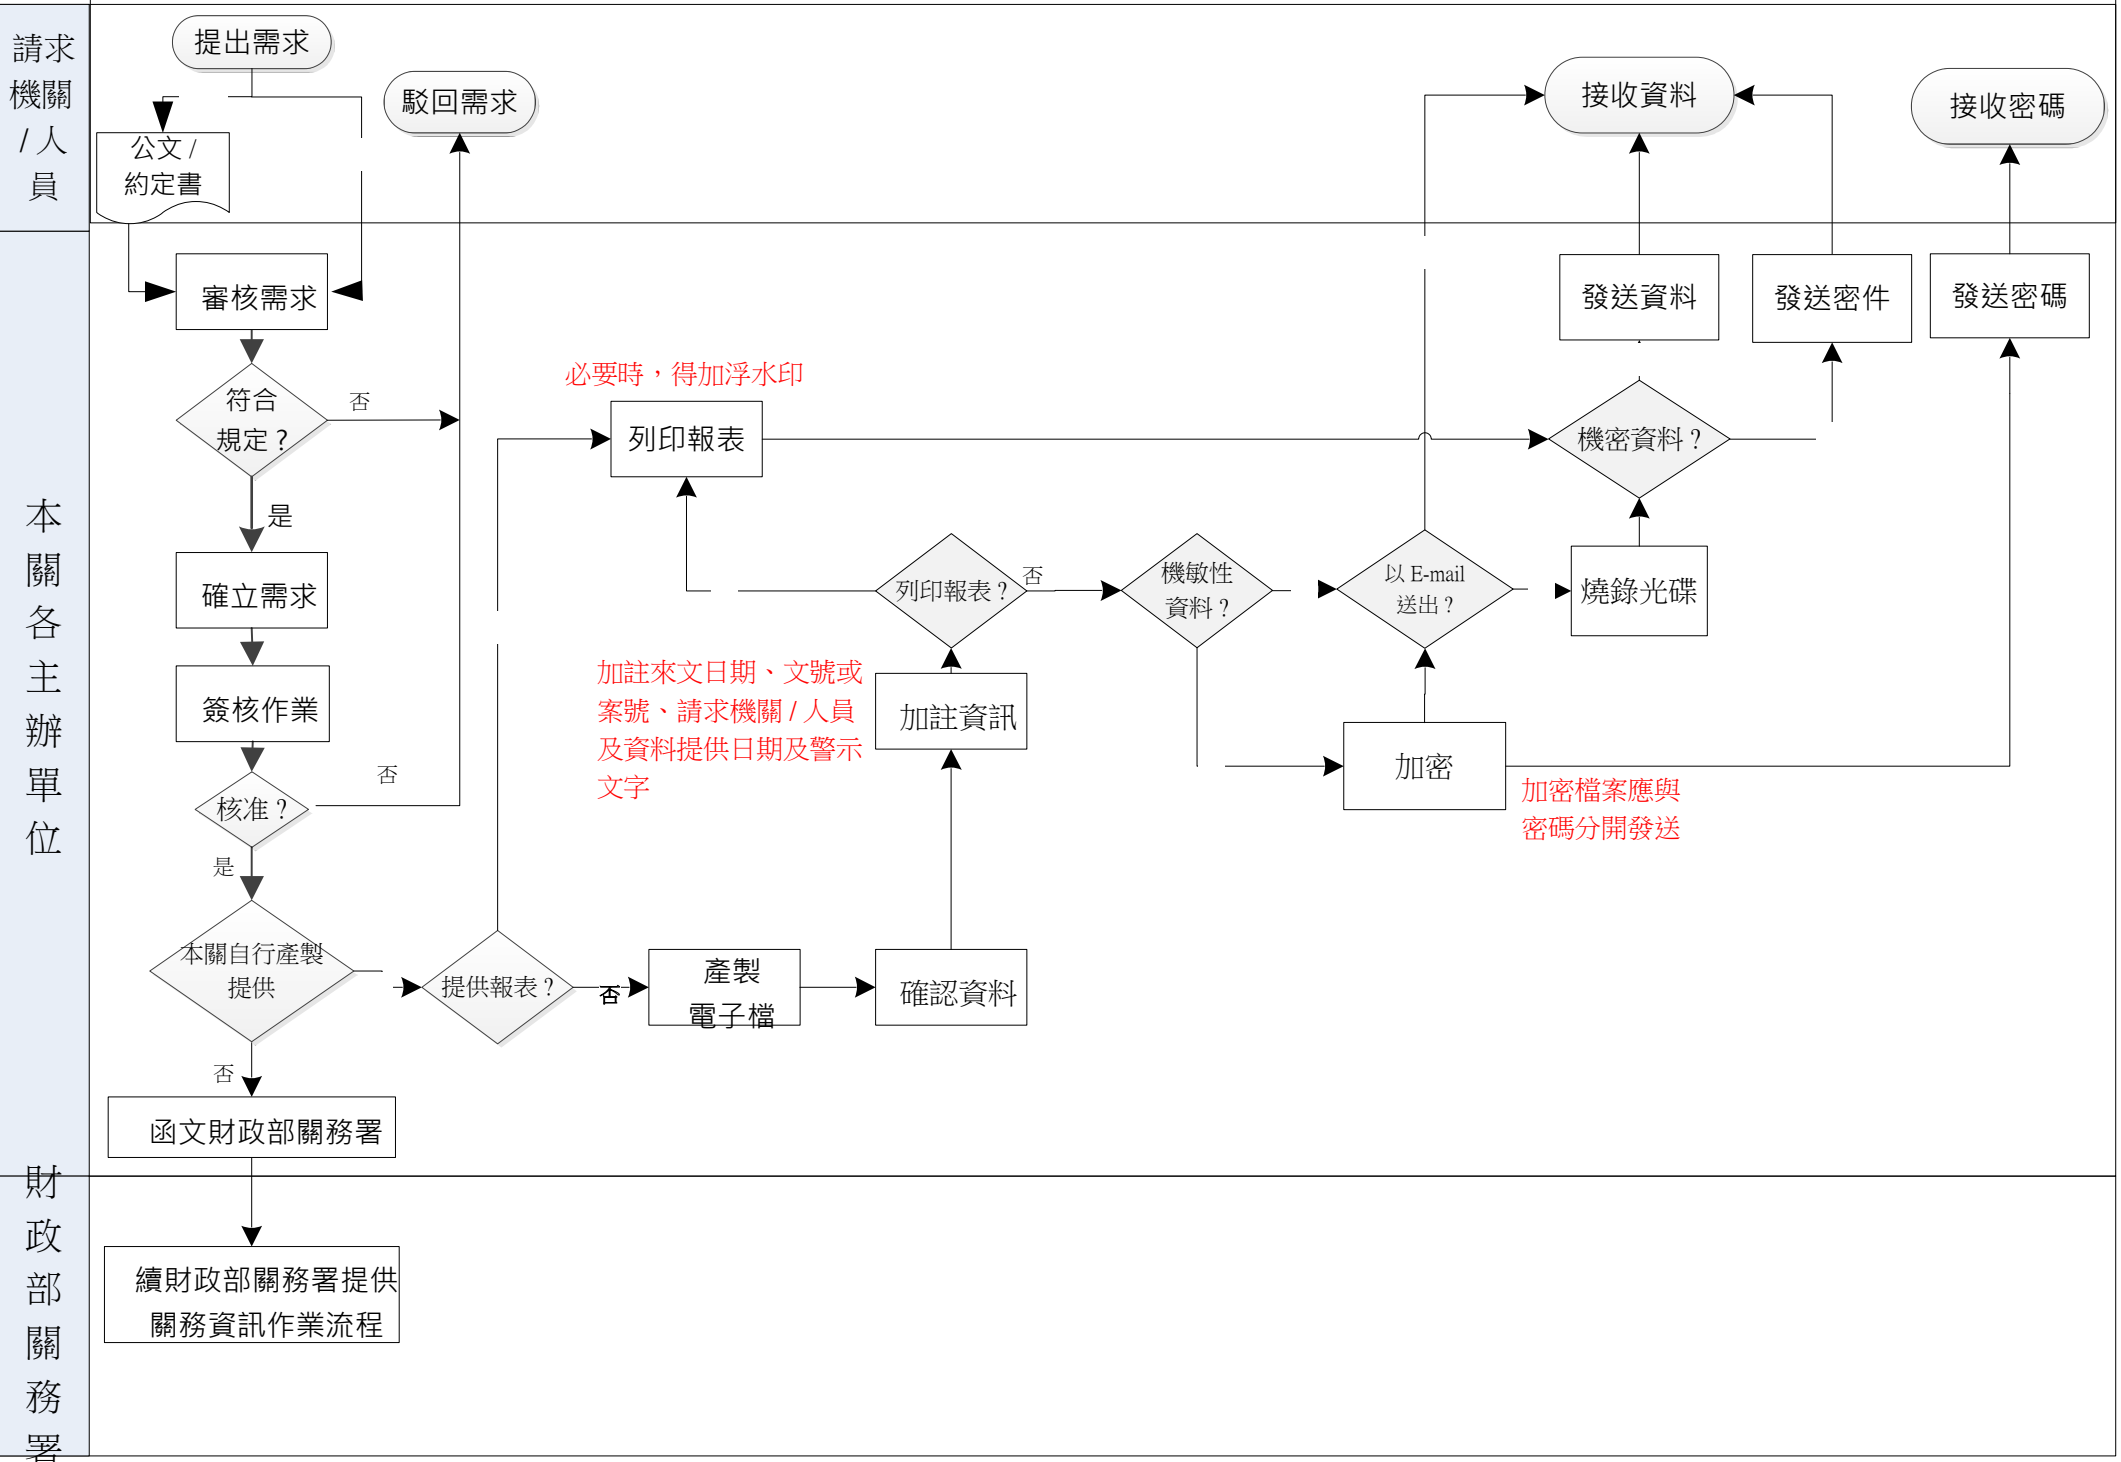 請求
機關
/人
員
提出需求
駁回需求
公文 /
約定書
接收資料
接收密碼
本
關
各
主
辦
單
位
審核需求
發送資料
發送密件
發送密碼
符合
規定？
否
是
必要時，得加浮水印
列印報表
機密資料？
確立需求
列印報表？
否
機敏性
資料？
以 E-mail
送出？
燒錄光碟
簽核作業
加註來文日期、文號或
案號、請求機關 / 人員
及資料提供日期及警示
文字
加註資訊
加密
加密檔案應與
密碼分開發送
核准？
否
是
本關自行產製
提供
提供報表？
否
產製
電子檔
確認資料
否
函文財政部關務署
財
政
部
關
務
署
續財政部關務署提供
關務資訊作業流程